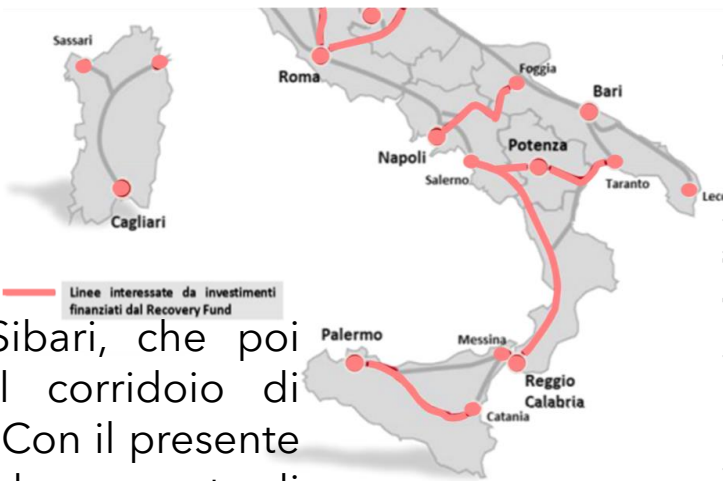 Sassari
Roma
Foggia
Bari
Napoli
Potenza
Salerno
Taranto
Cagliari
Linee interessate da investimenti
finanziati dal Recovery Fund
Sibari, che poi
corridoio di
Con il presente
Palermo
Messina
Reggio
Calabria
Catania